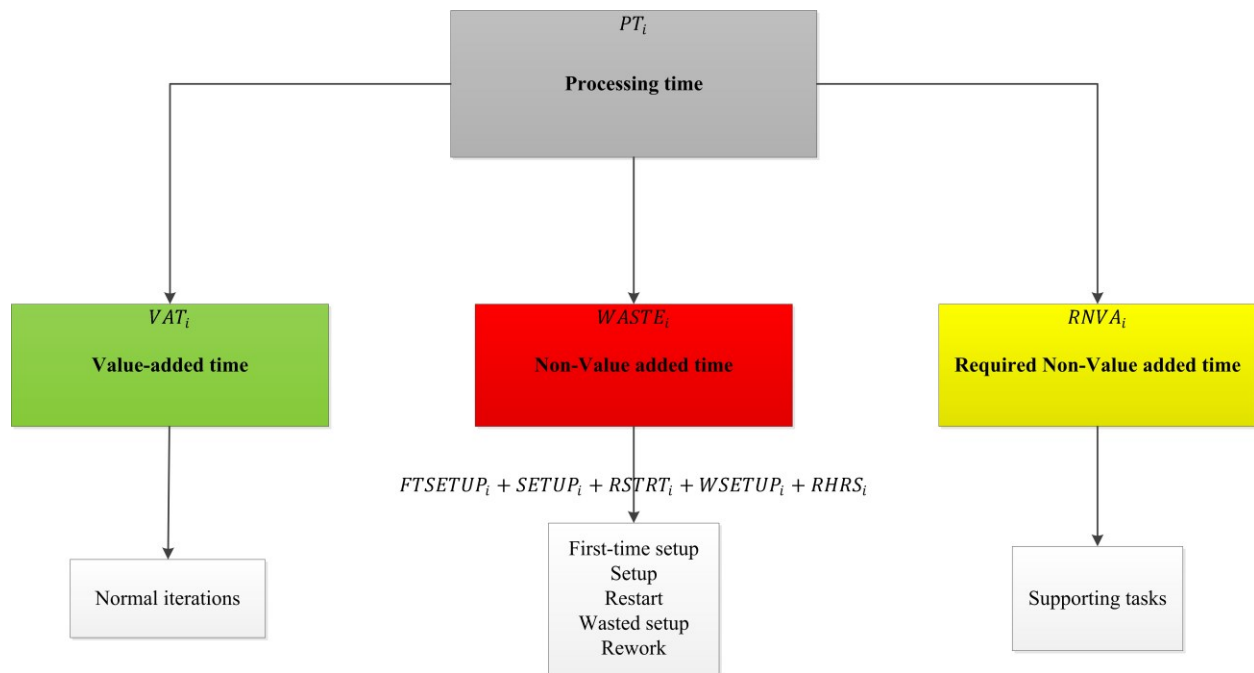 PT_i
Processing time
VAT_i
Value-added time
WASTE_i
Non-Value added time
RNVA_i
Required Non-Value added time
FTSETUP_i + SETUP_i + RSTRT_i + WSETUP_i + RHRS_i
Normal iterations
First-time setup
Setup
Restart
Wasted setup
Rework
Supporting tasks